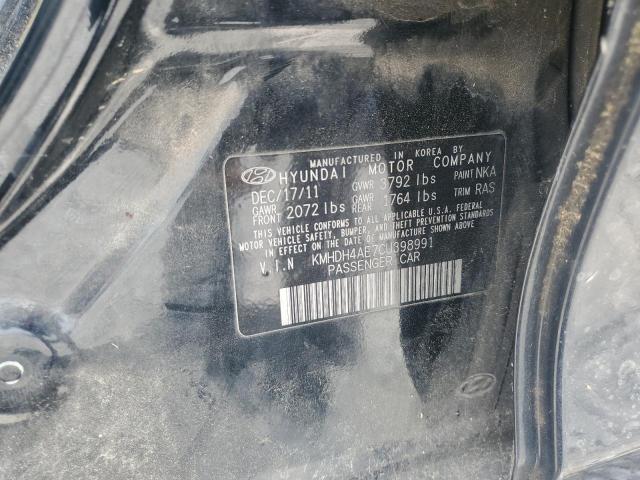 MANUFACTURED IN KOREA BY
HYUNDAI MOTOR COMPANY
DEC/17/11 GVWR 3792 lbs PAINT NKA
GAWR FRONT 2072 lbs GAWR REAR 1764 lbs TRIM RAS
THIS VEHICLE CONFORMS TO ALL APPLICABLE U.S.A. FEDERAL
MOTOR VEHICLE SAFETY, BUMPER, AND THEFT PREVENTION STANDARDS
IN EFFECT ON THE DATE OF MANUFACTURE SHOWN ABOVE.
V.I.N KMHDH4AE7CU398991
PASSENGER CAR